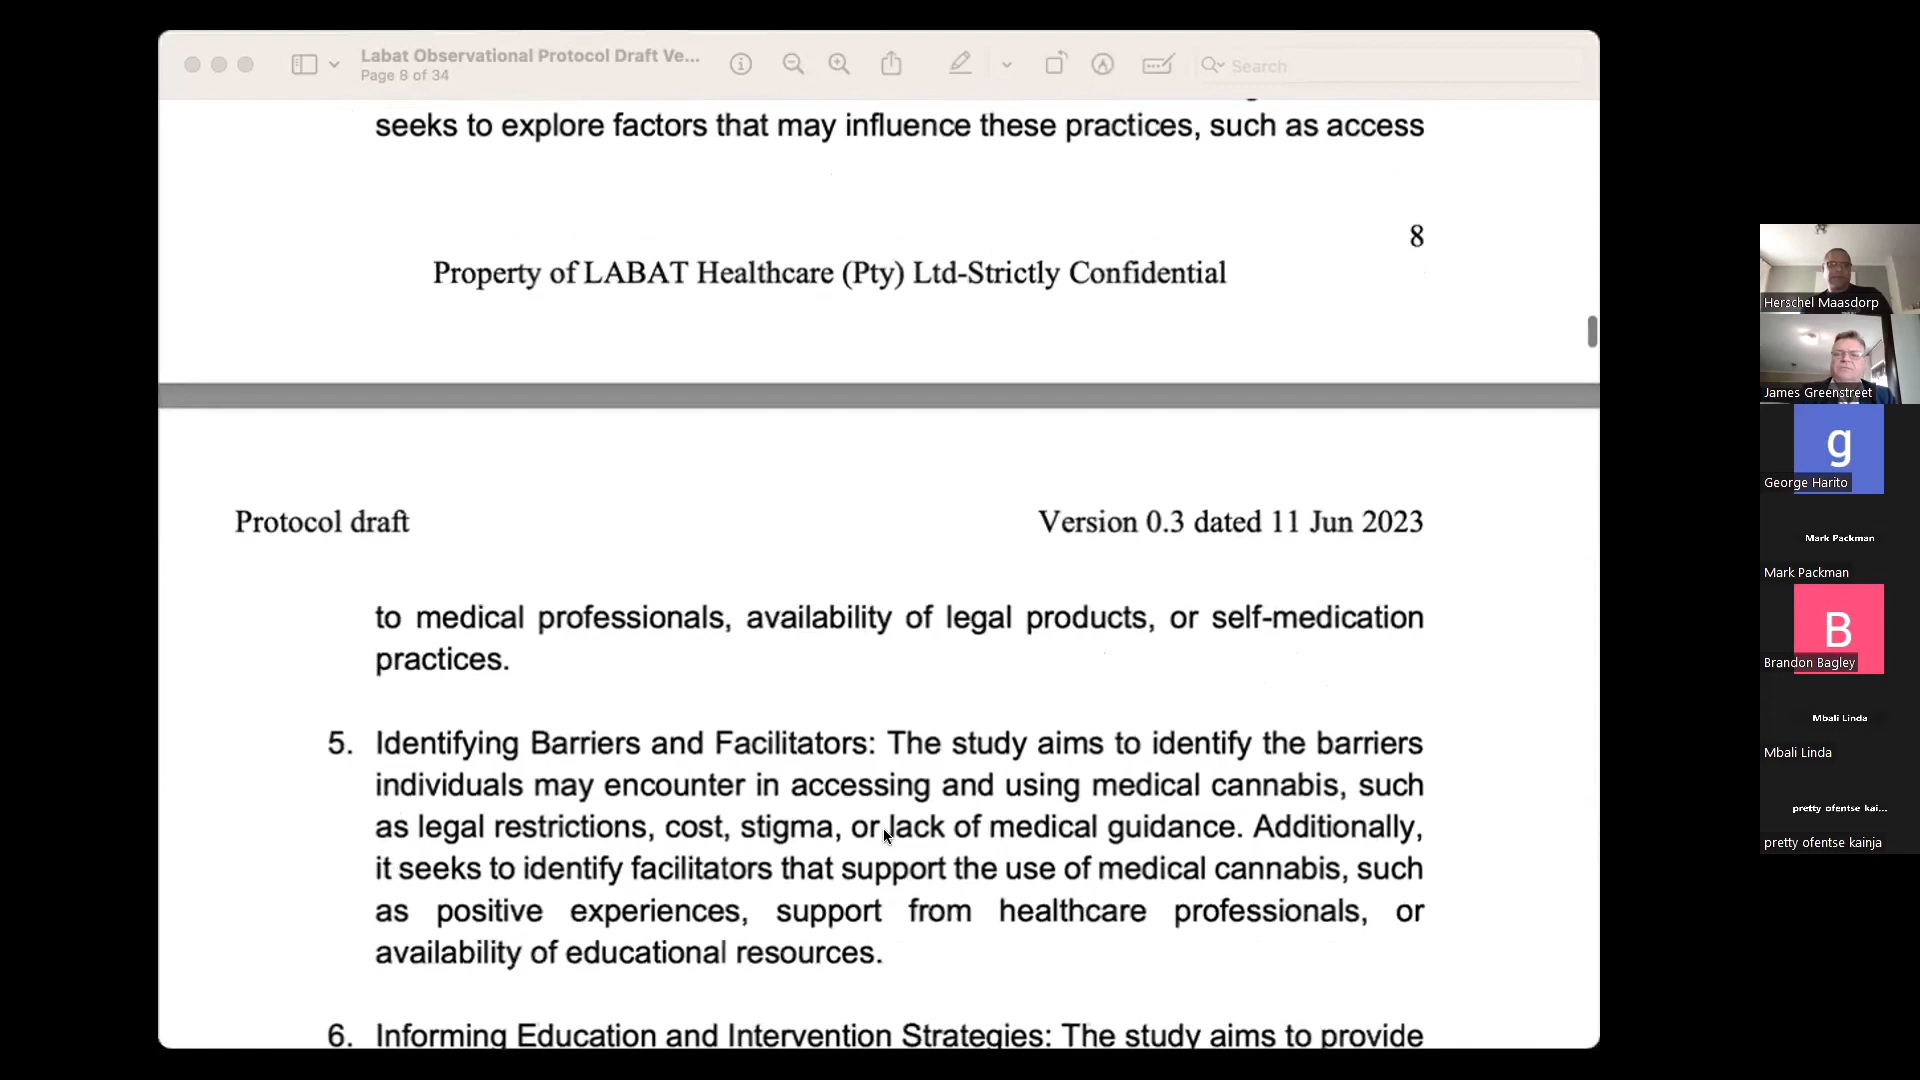 Labat Observational Protocol Draft Ve...
Page 8 of 34
Search
seeks to explore factors that may influence these practices, such as access
8
Property of LABAT Healthcare (Pty) Ltd-Strictly Confidential
Protocol draft
Version 0.3 dated 11 Jun 2023
to medical professionals, availability of legal products, or self-medication
practices.
5. Identifying Barriers and Facilitators: The study aims to identify the barriers
individuals may encounter in accessing and using medical cannabis, such
as legal restrictions, cost, stigma, or lack of medical guidance. Additionally,
it seeks to identify facilitators that support the use of medical cannabis, such
as positive experiences, support from healthcare professionals, or
availability of educational resources.
6. Informing Education and Intervention Strategies: The study aims to provide
Herschel Maasdorp
James Greenstreet
g
George Harito
Mark Packman
Mark Packman
B
Brandon Bagley
Mbali Linda
Mbali Linda
pretty ofentse kai...
pretty ofentse kainja